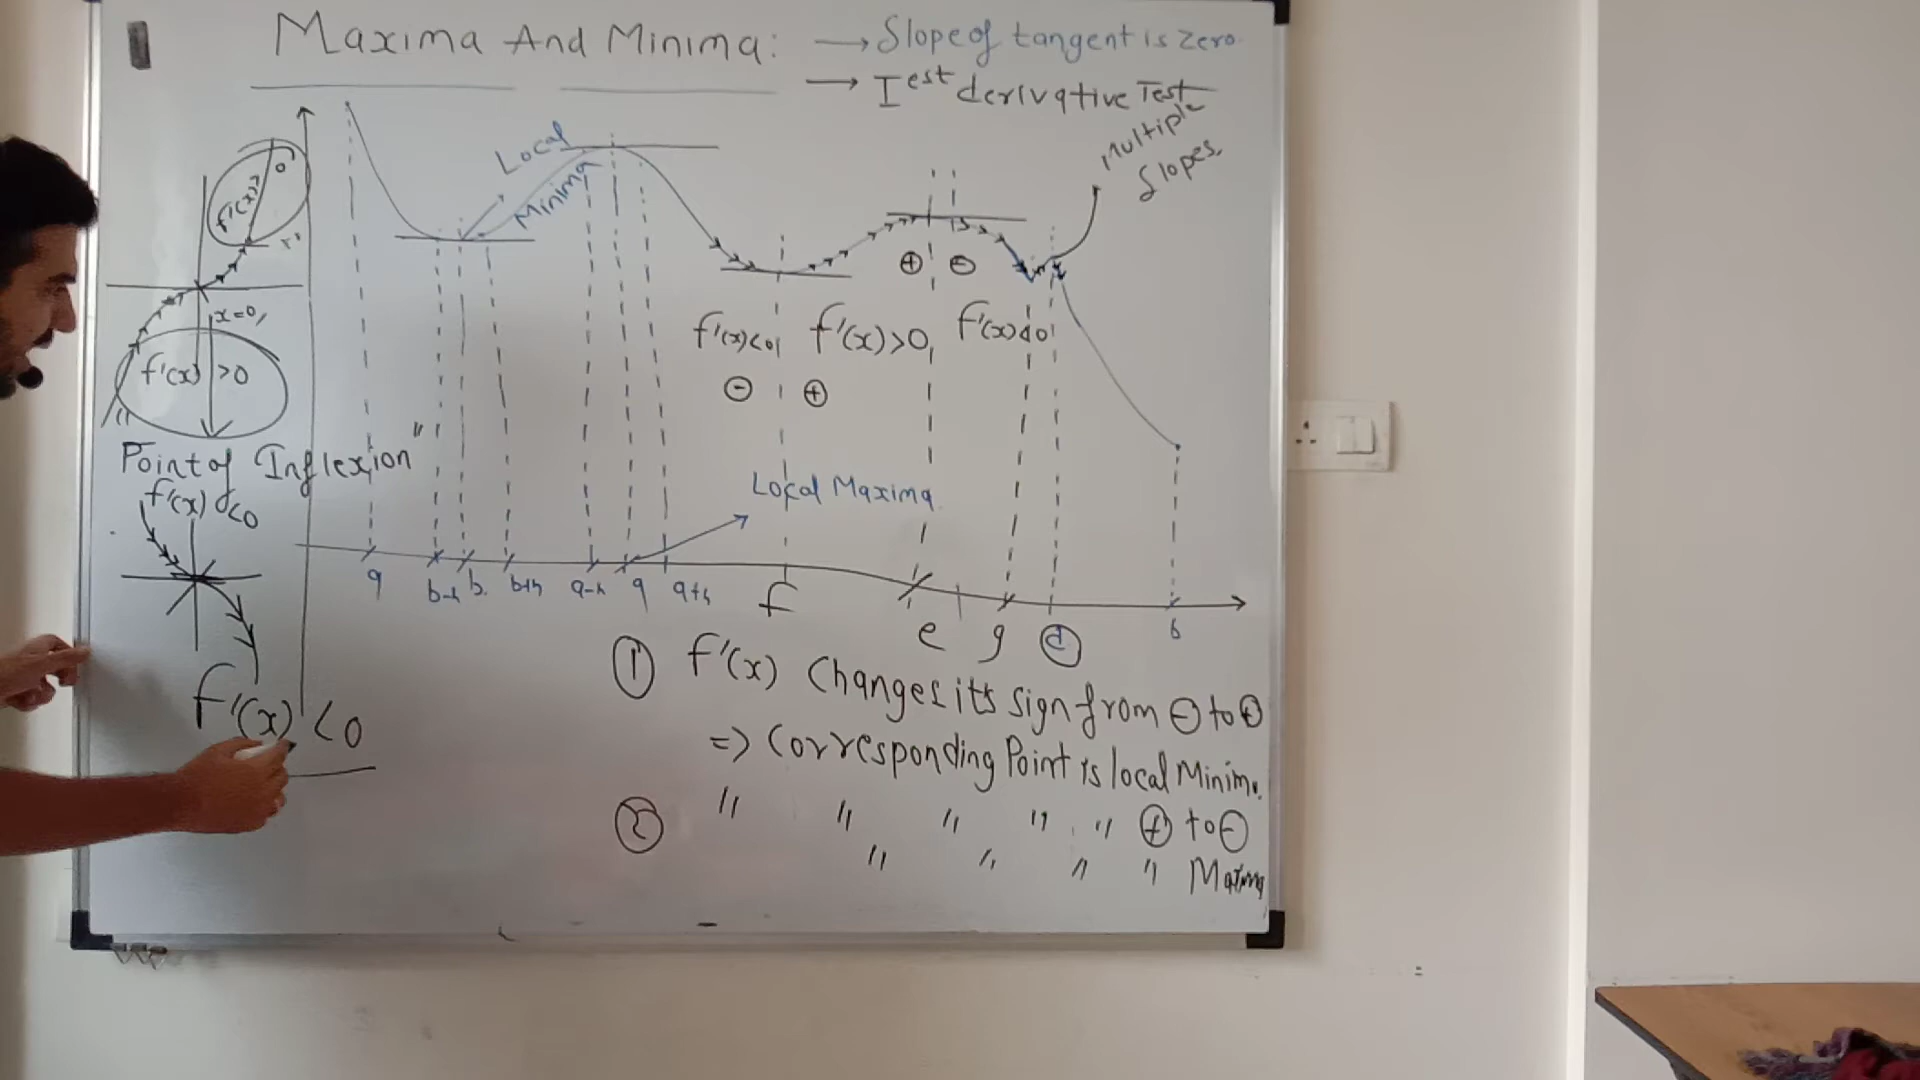 Maxima And Minima:
→ Slope of tangent is zero.
→ I est derivative Test
Multiple
Slopes.
Local
Minima
f'(x)>
0
x=0,
f'(x) >0
"Point of Inflexion"
f'(x) <0
f'(x) <0
f'(x)<0, f'(x)>0, f'(x)<0
⊕ ⊖
⊖ ⊕
Local Maxima
a b-h b. b+h a-h a a+h f e g d b
① f'(x) Changes its sign from ⊖ to ⊕
=> Corresponding Point is local Minim.
② " " " " " ⊕ to ⊖
" " " " Maxima